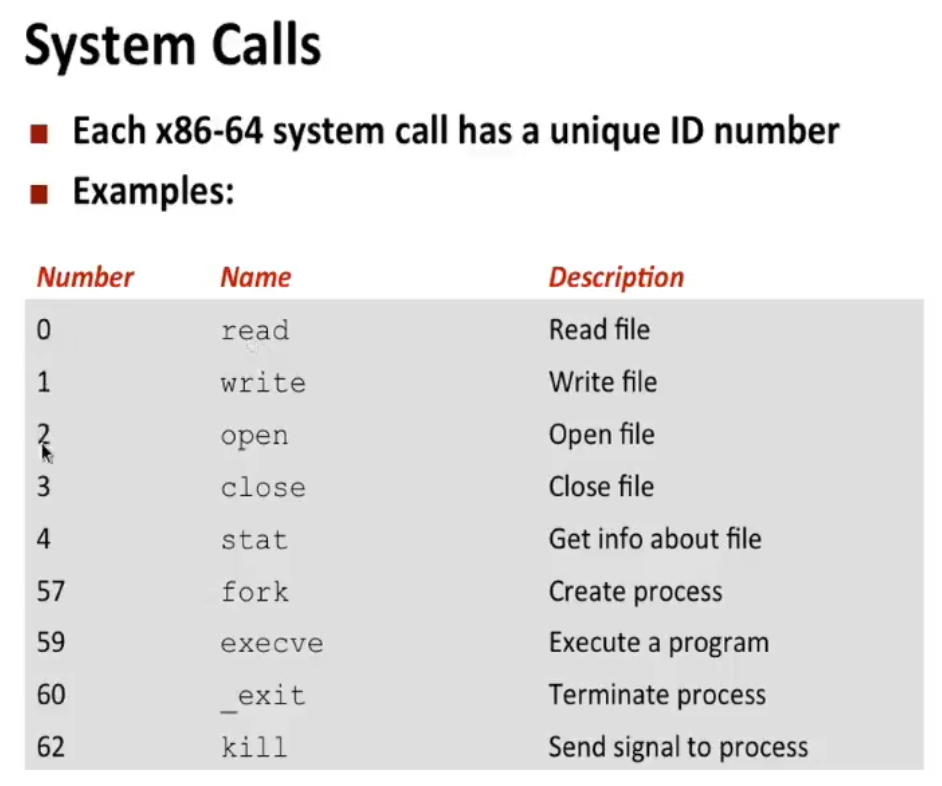 System Calls
Each x86-64 system call has a unique ID number
Examples:
Number Name Description
0 read Read file
1 write Write file
2 open Open file
3 close Close file
4 stat Get info about file
57 fork Create process
59 execve Execute a program
60 _exit Terminate process
62 kill Send signal to process